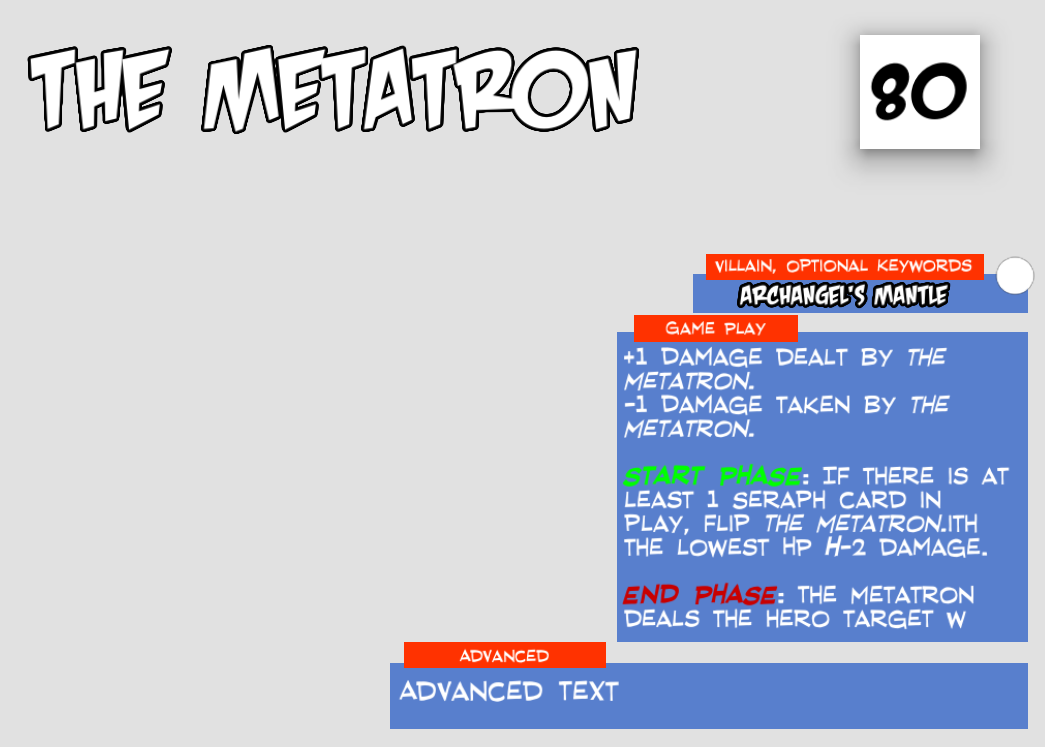 THE METATRON
80
VILLAIN, OPTIONAL KEYWORDS
ARCHANGEL'S MANTLE
GAME PLAY
+1 DAMAGE DEALT BY THE
METATRON.
-1 DAMAGE TAKEN BY THE
METATRON.
START PHASE: IF THERE IS AT
LEAST 1 SERAPH CARD IN
PLAY, FLIP THE METATRON.ITH
THE LOWEST HP H-2 DAMAGE.
END PHASE: THE METATRON
DEALS THE HERO TARGET W
ADVANCED
ADVANCED TEXT